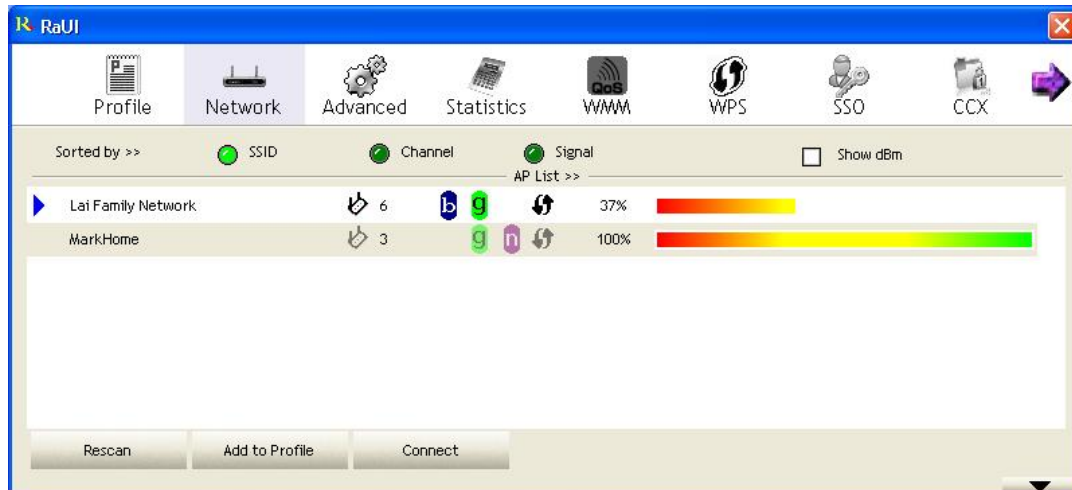 R RaUI
P
QoS
Profile Network Advanced Statistics WMM WPS SSO CCX
Sorted by >> SSID Channel Signal Show dBm
AP List >>
Lai Family Network 6 b g 37%
MarkHome 3 g n 100%
Rescan Add to Profile Connect